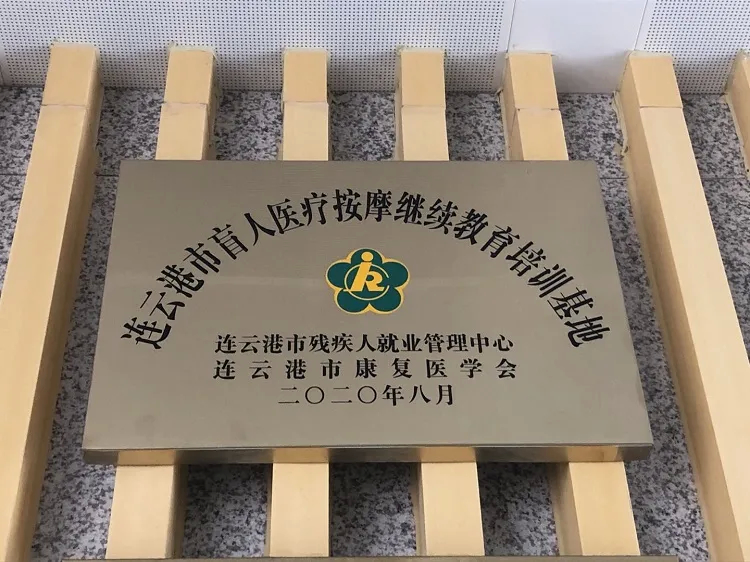 连云港市盲人医疗按摩继续教育培训基地
连云港市残疾人就业管理中心
连云港市康复医学会
二〇二〇年八月